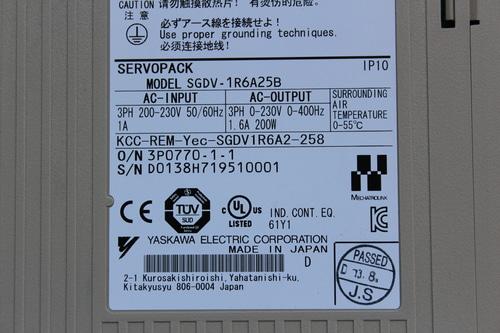 CAUTION 请勿触摸散热片! 有烫伤的危险。
注意
必ずアース線を接続せよ!
Use proper grounding techniques.
必须连接地线!
SERVOPACK IP10
MODEL SGDV-1R6A25B
AC-INPUT AC-OUTPUT SURROUNDING AIR TEMPERATURE 0-55℃
3PH 200-230V 50/60Hz 3PH 0-230V 0-400Hz
1A 1.6A 200W
KCC-REM-Yec-SGDV1R6A2-258
O/N 3P0770-1-1
S/N D0138H719510001
MECHATROLINK
CE TÜV SÜD c UL US LISTED IND. CONT. EQ. 61Y1
YASKAWA ELECTRIC CORPORATION
MADE IN JAPAN
D
2-1 Kurosakishiroishi, Yahatanishi-ku,
Kitakyusyu 806-0004 Japan
PASSED
J.S